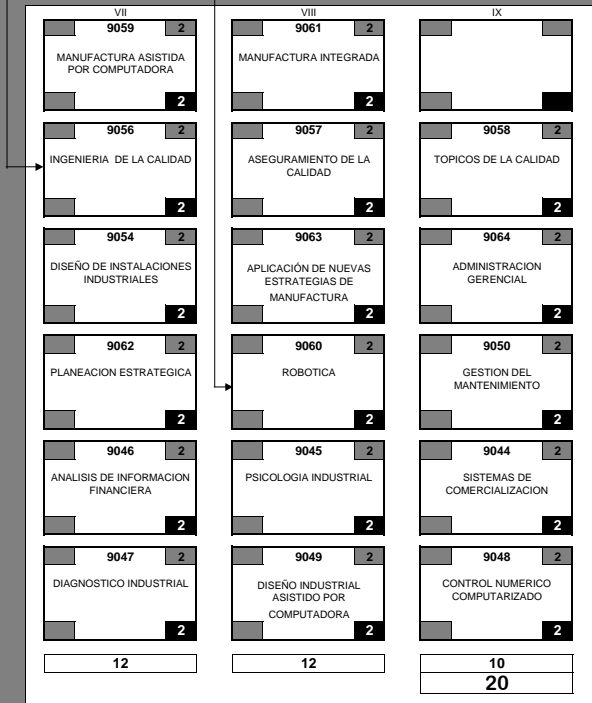 VII
VIII
IX
9059 2
MANUFACTURA ASISTIDA
POR COMPUTADORA
2
9061 2
MANUFACTURA INTEGRADA
2
9056 2
INGENIERIA DE LA CALIDAD
2
9057 2
ASEGURAMIENTO DE LA
CALIDAD
2
9058 2
TOPICOS DE LA CALIDAD
2
9054 2
DISEÑO DE INSTALACIONES
INDUSTRIALES
2
9063 2
APLICACIÓN DE NUEVAS
ESTRATEGIAS DE
MANUFACTURA
2
9064 2
ADMINISTRACION
GERENCIAL
2
9062 2
PLANEACION ESTRATEGICA
2
9060 2
ROBOTICA
2
9050 2
GESTION DEL
MANTENIMIENTO
2
9046 2
ANALISIS DE INFORMACION
FINANCIERA
2
9045 2
PSICOLOGIA INDUSTRIAL
2
9044 2
SISTEMAS DE
COMERCIALIZACION
2
9047 2
DIAGNOSTICO INDUSTRIAL
2
9049 2
DISEÑO INDUSTRIAL
ASISTIDO POR
COMPUTADORA
2
9048 2
CONTROL NUMERICO
COMPUTARIZADO
2
12
12
10
20